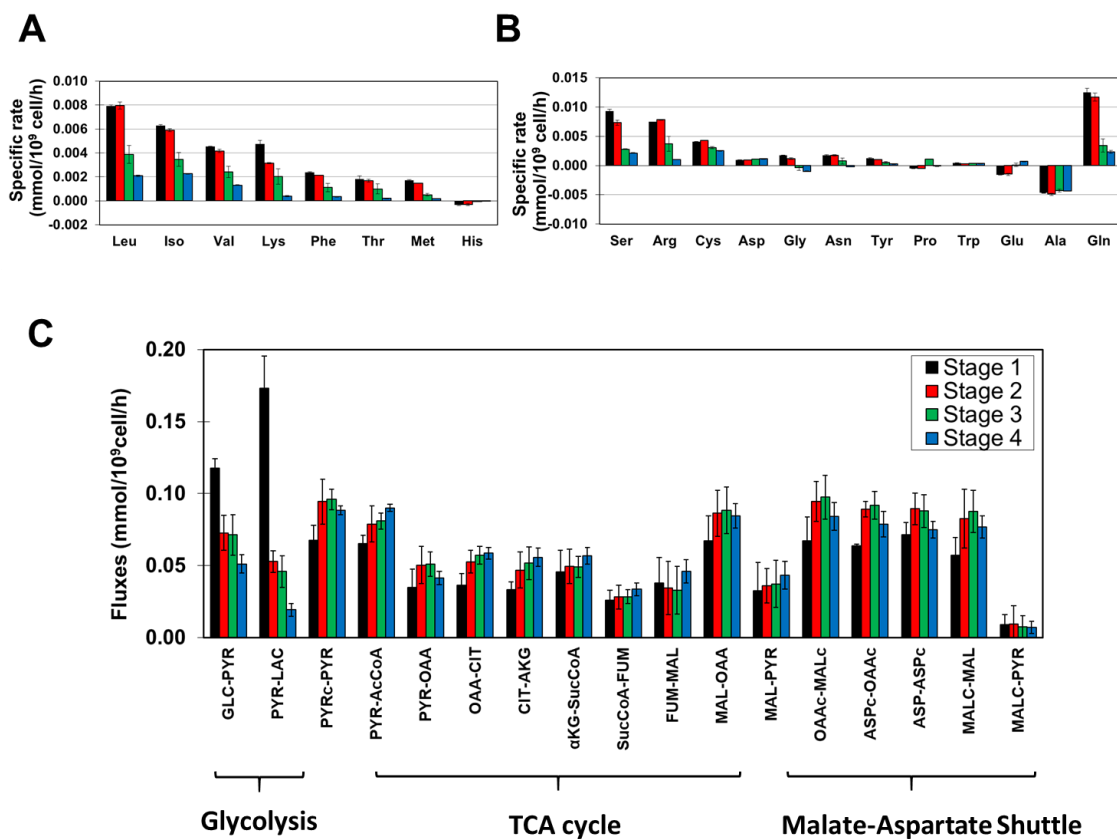 A
Specific rate
(mmol/10⁹ cell/h)
0.010
0.008
0.006
0.004
0.002
0.000
-0.002
Leu Iso Val Lys Phe Thr Met His
B
Specific rate
(mmol/10⁹ cell/h)
0.015
0.010
0.005
0.000
-0.005
-0.010
Ser Arg Cys Asp Gly Asn Tyr Pro Trp Glu Ala Gln
C
Fluxes (mmol/10⁹cell/h)
0.20
0.15
0.10
0.05
0.00
Stage 1
Stage 2
Stage 3
Stage 4
GLC-PYR
PYR-LAC
PYRc-PYR
PYR-AcCoA
PYR-OAA
OAA-CIT
CIT-AKG
αKG-SucCoA
SucCoA-FUM
FUM-MAL
MAL-OAA
MAL-PYR
OAAc-MALc
ASPc-OAAc
ASP-ASPc
MALC-MAL
MALC-PYR
Glycolysis TCA cycle Malate-Aspartate Shuttle